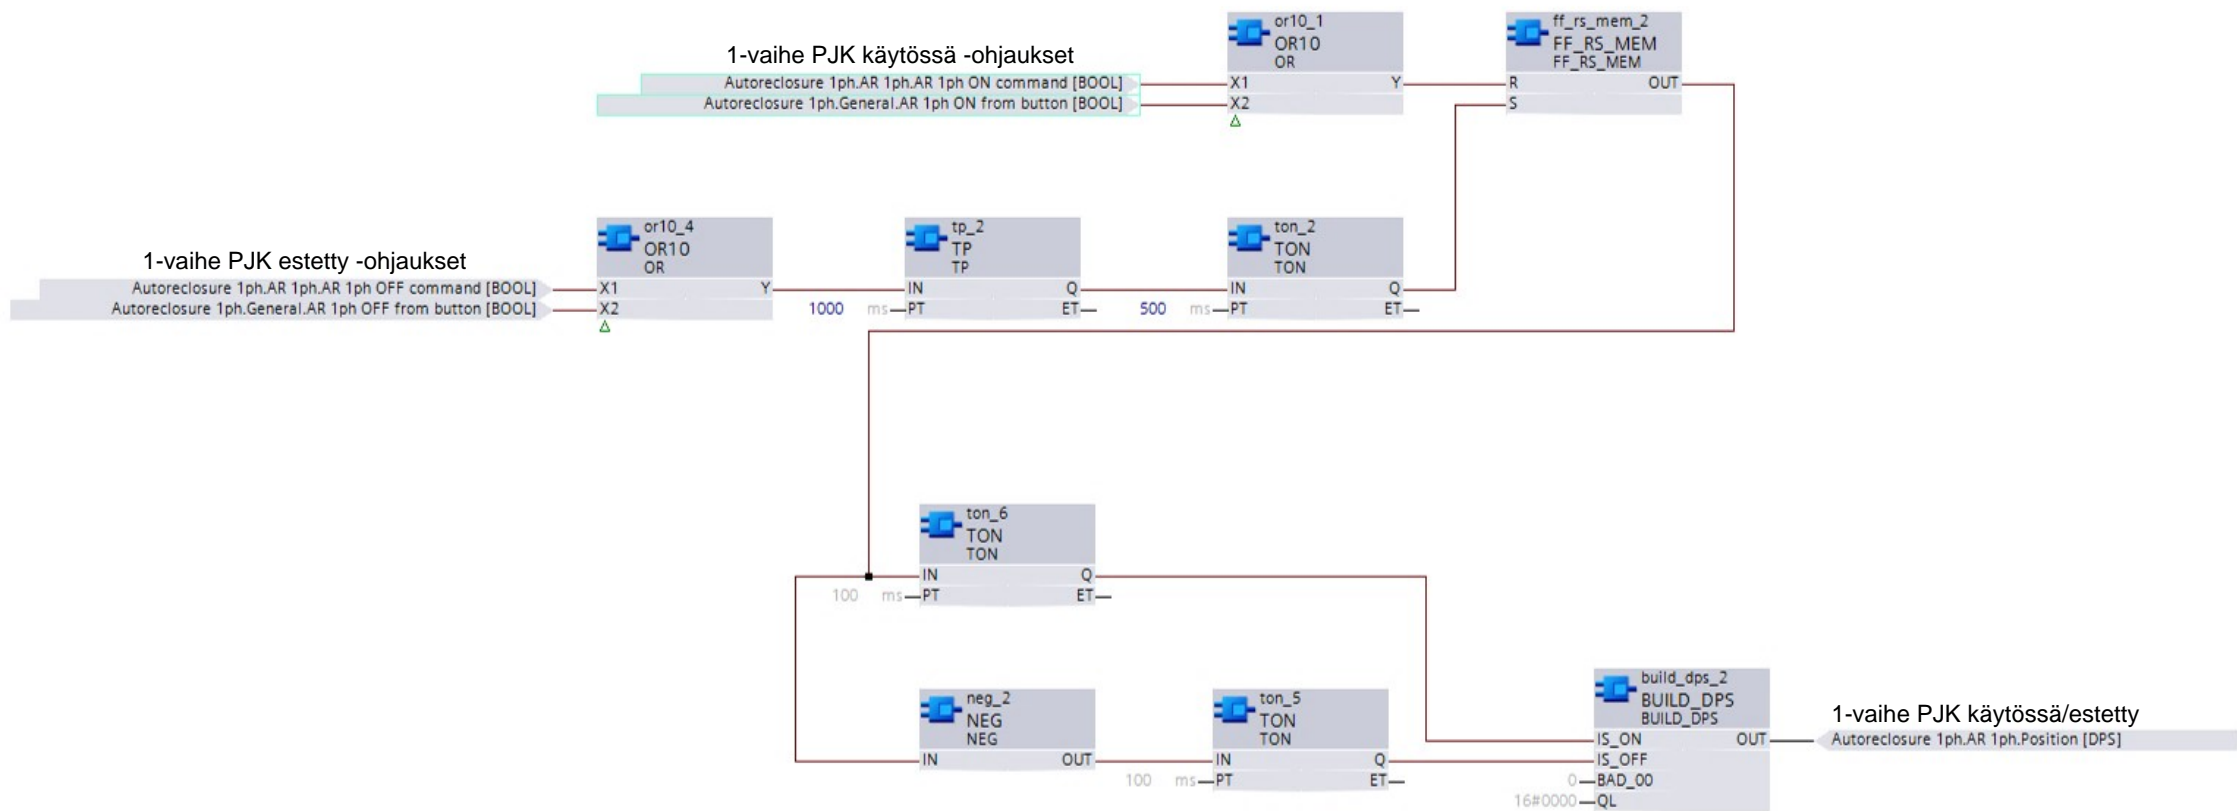 1-vaihe PJK käytössä -ohjaukset
Autoreclosure 1ph.AR 1ph.AR 1ph ON command [BOOL]
Autoreclosure 1ph.General.AR 1ph ON from button [BOOL]
or10_1
OR10
OR
X1 Y
X2
ff_rs_mem_2
FF_RS_MEM
FF_RS_MEM
R OUT
S
1-vaihe PJK estetty -ohjaukset
Autoreclosure 1ph.AR 1ph.AR 1ph OFF command [BOOL]
Autoreclosure 1ph.General.AR 1ph OFF from button [BOOL]
or10_4
OR10
OR
X1 Y
X2
tp_2
TP
TP
IN Q
1000 ms PT ET
ton_2
TON
TON
IN Q
500 ms PT ET
ton_6
TON
TON
IN Q
100 ms PT ET
neg_2
NEG
NEG
IN OUT
ton_5
TON
TON
IN Q
100 ms PT ET
build_dps_2
BUILD_DPS
BUILD_DPS
IS_ON OUT
IS_OFF
0 BAD_00
16#0000 QL
1-vaihe PJK käytössä/estetty
Autoreclosure 1ph.AR 1ph.Position [DPS]